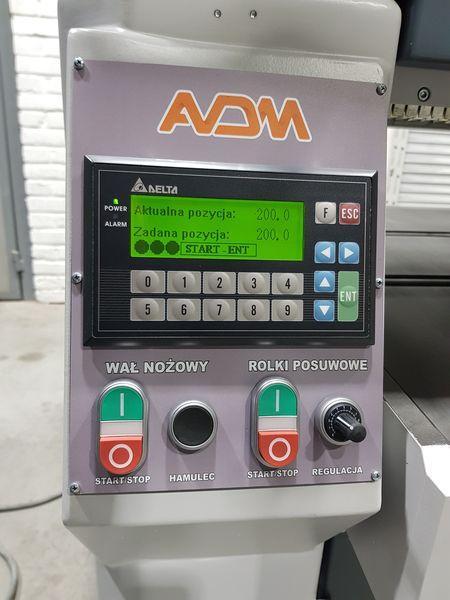 ADM
DELTA
POWER
ALARM
Aktualna pozycja: 200.0
Zadana pozycja: 200.0
START-ENT
F ESC
0 1 2 3 4
ENT
5 6 7 8 9
WAŁ NOŻOWY ROLKI POSUWOWE
I I
O O
START/STOP HAMULEC START/STOP REGULACJA